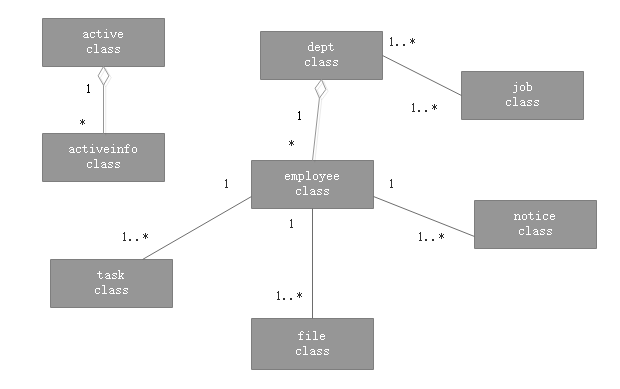 active
class
1
*
activeinfo
class
dept
class
1..*
1..*
job
class
1
*
employee
class
1
1..*
task
class
1
1..*
file
class
1
1..*
notice
class